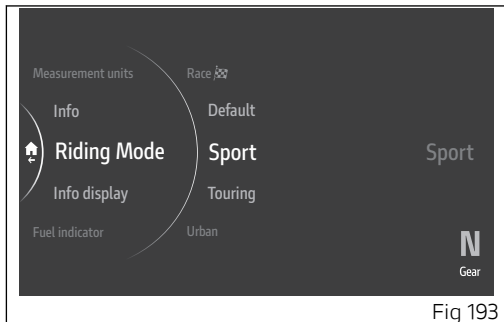 Measurement units
Race
Info
Default
Riding Mode
Sport
Sport
Info display
Touring
Fuel indicator
Urban
N
Gear
Fig 193